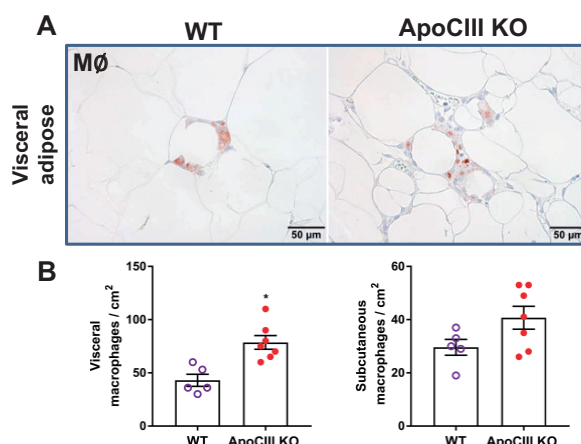 A
WT
ApoCIII KO
MØ
Visceral
adipose
50 µm
50 µm
B
Visceral
macrophages / cm²
150
100
50
0
*
WT
ApoCIII KO
Subcutaneous
macrophages / cm²
60
40
20
0
WT
ApoCIII KO